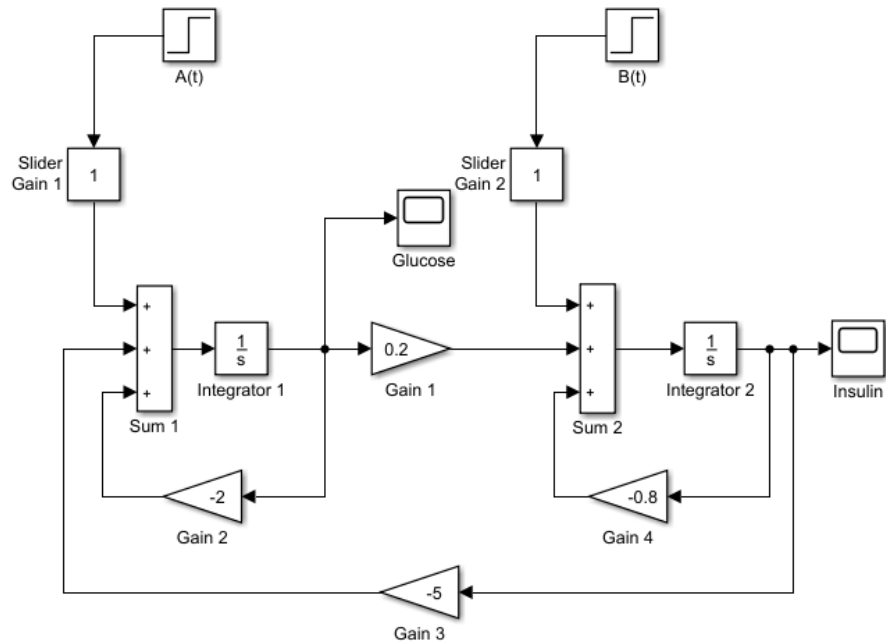 A(t)
B(t)
Slider
Gain 1
1
Slider
Gain 2
1
Glucose
+
+
+
Sum 1
1
s
Integrator 1
0.2
Gain 1
+
+
+
Sum 2
1
s
Integrator 2
Insulin
-2
Gain 2
-0.8
Gain 4
-5
Gain 3